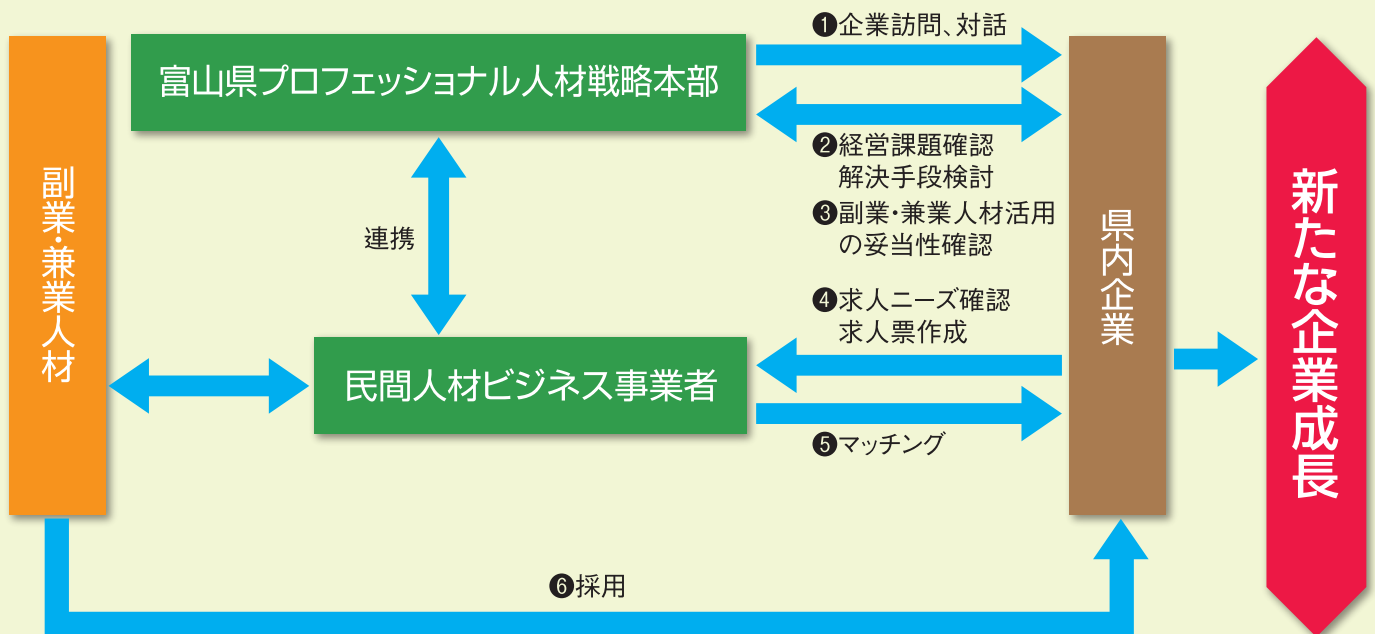 副業・兼業人材
富山県プロフェッショナル人材戦略本部
❶企業訪問、対話
❷経営課題確認
解決手段検討
❸副業・兼業人材活用
の妥当性確認
連携
❹求人ニーズ確認
求人票作成
民間人材ビジネス事業者
❺マッチング
県内企業
新たな企業成長
❻採用